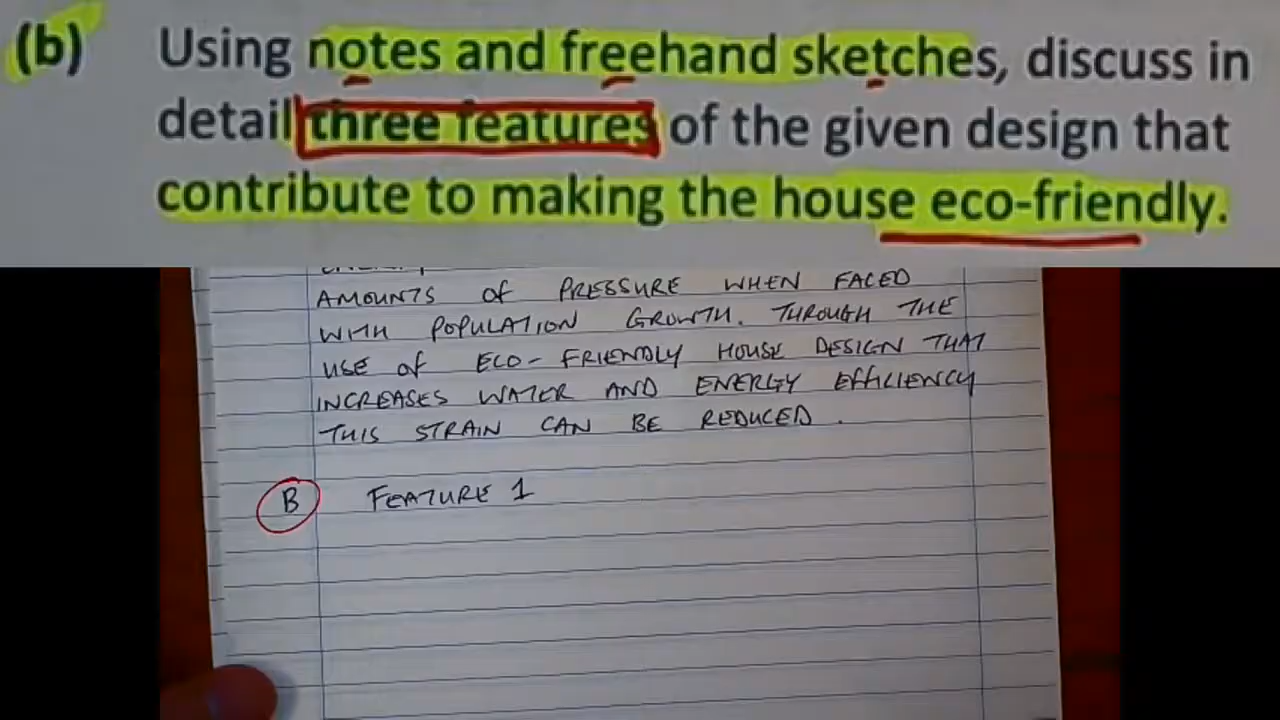 (b) Using notes and freehand sketches, discuss in
detail three features of the given design that
contribute to making the house eco-friendly.
AMOUNTS OF PRESSURE WHEN FACED
WITH POPULATION GROWTH. THROUGH THE
USE OF ECO-FRIENDLY HOUSE DESIGN THAT
INCREASES WATER AND ENERGY EFFICIENCY
THIS STRAIN CAN BE REDUCED.
B FEATURE 1